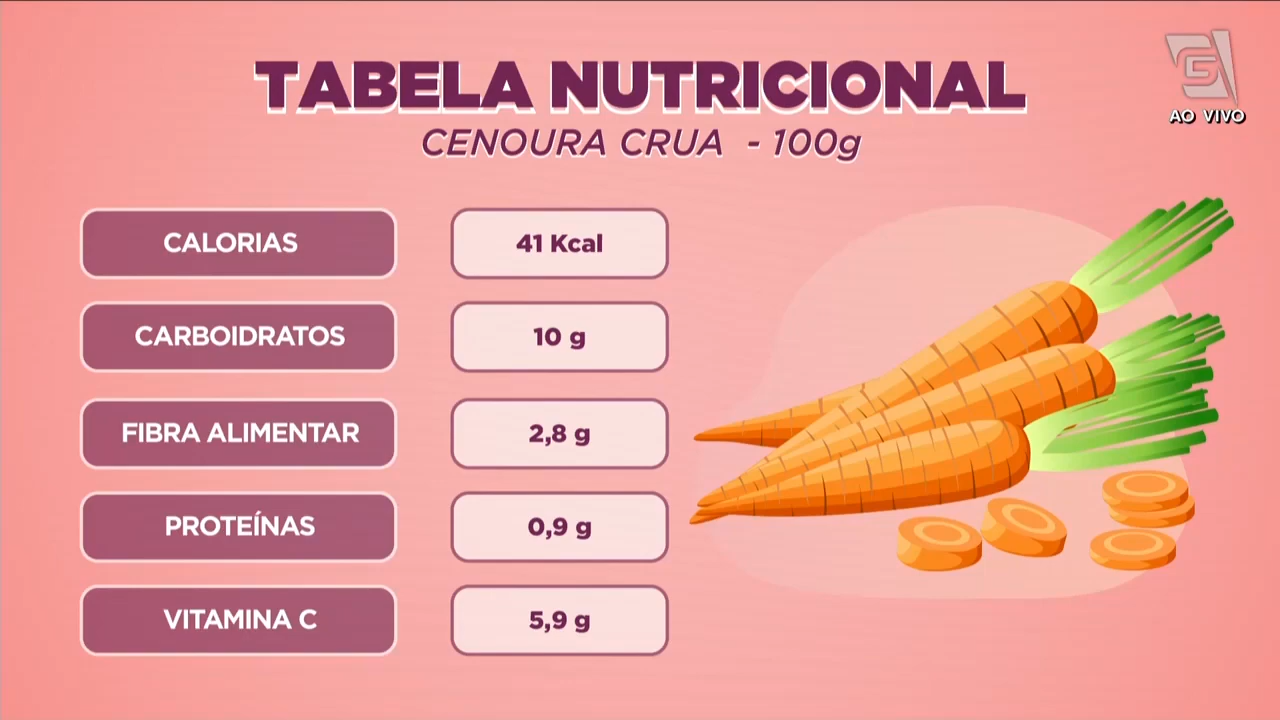 TABELA NUTRICIONAL
CENOURA CRUA - 100g
AO VIVO
CALORIAS 41 Kcal
CARBOIDRATOS 10 g
FIBRA ALIMENTAR 2,8 g
PROTEÍNAS 0,9 g
VITAMINA C 5,9 g